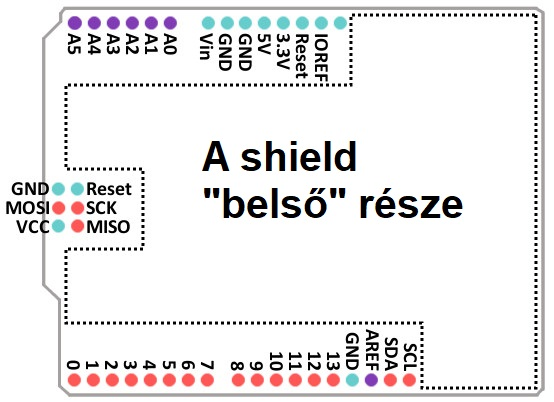 A5 A4 A3 A2 A1 A0 Vin GND GND 5V 3.3V Reset IOREF
A shield
"belső" része
GND Reset
MOSI SCK
VCC MISO
0 1 2 3 4 5 6 7 8 9 10 11 12 13 GND AREF SDA SCL